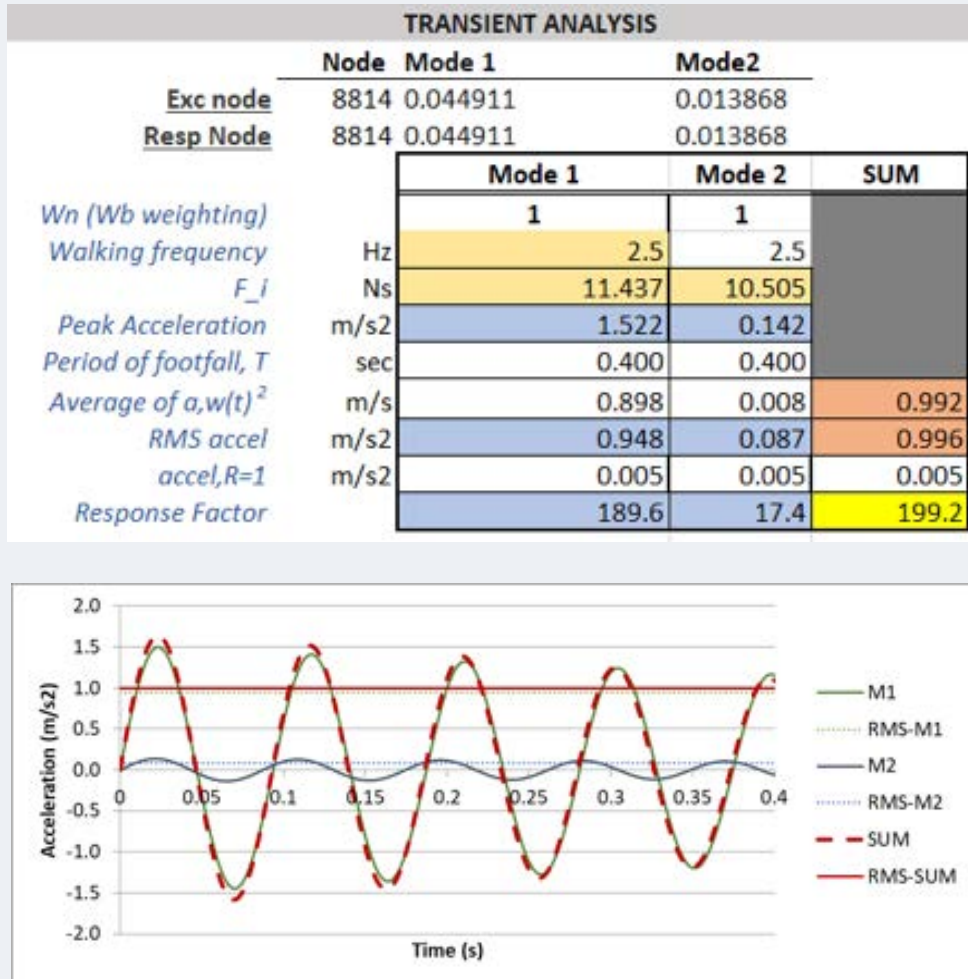 TRANSIENT ANALYSIS
Node Mode 1 Mode2
Exc node 8814 0.044911 0.013868
Resp Node 8814 0.044911 0.013868
Mode 1 Mode 2 SUM
Wn (Wb weighting) 1 1
Walking frequency Hz 2.5 2.5
F_i Ns 11.437 10.505
Peak Acceleration m/s2 1.522 0.142
Period of footfall, T sec 0.400 0.400
Average of a,w(t) ² m/s 0.898 0.008 0.992
RMS accel m/s2 0.948 0.087 0.996
accel,R=1 m/s2 0.005 0.005 0.005
Response Factor 189.6 17.4 199.2
2.0
1.5
1.0
0.5
0.0
-0.5
-1.0
-1.5
-2.0
Acceleration (m/s2)
0 0.05 0.1 0.15 0.2 0.25 0.3 0.35 0.4
Time (s)
M1
RMS-M1
M2
RMS-M2
SUM
RMS-SUM